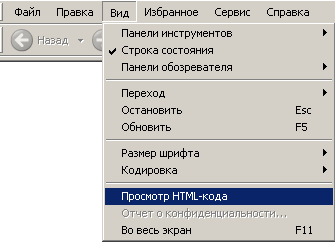 Файл Правка Вид Избранное Сервис Справка
Назад
Панели инструментов
Строка состояния
Панели обозревателя
Переход
Остановить Esc
Обновить F5
Размер шрифта
Кодировка
Просмотр HTML-кода
Отчет о конфиденциальности...
Во весь экран F11